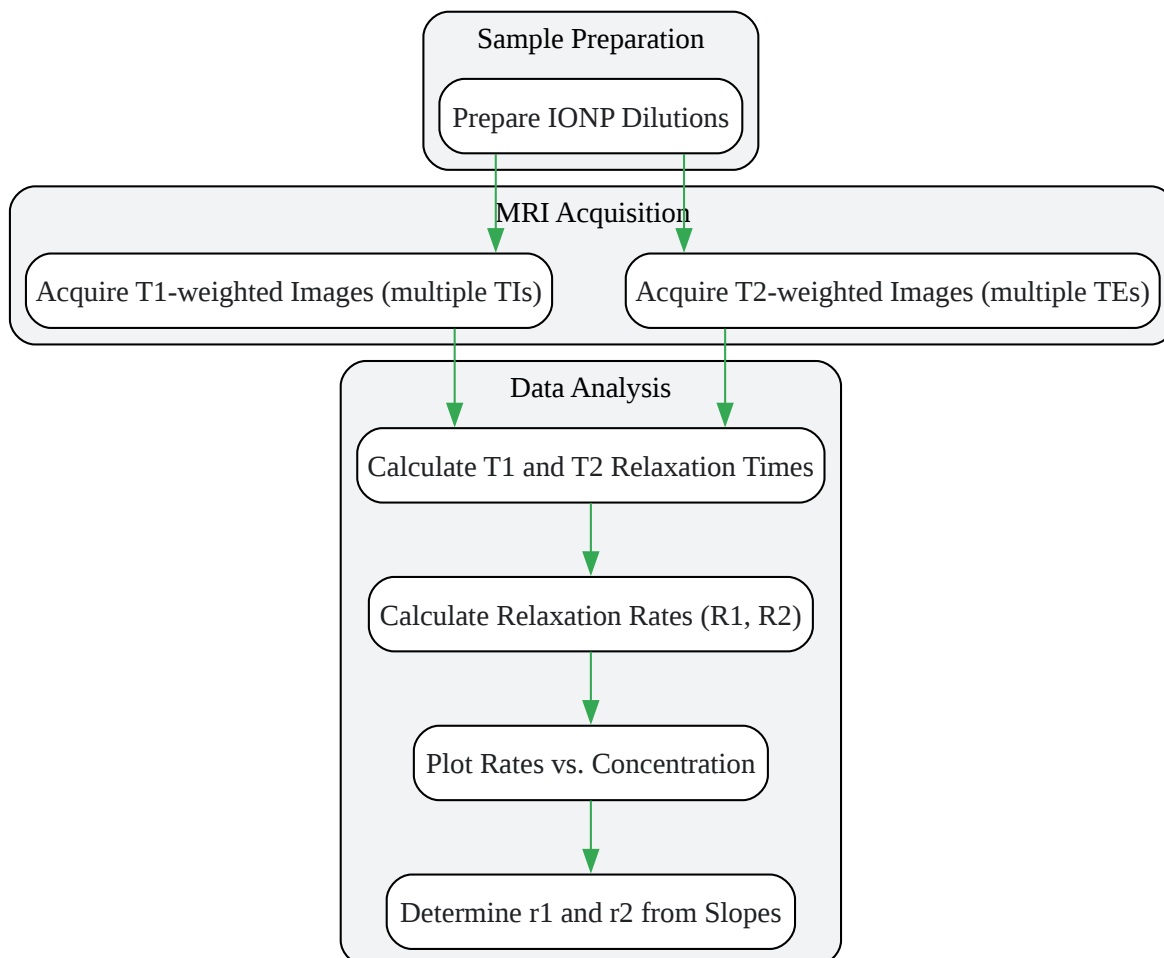 Sample Preparation
Prepare IONP Dilutions
MRI Acquisition
Acquire T1-weighted Images (multiple TIs)
Acquire T2-weighted Images (multiple TEs)
Data Analysis
Calculate T1 and T2 Relaxation Times
Calculate Relaxation Rates (R1, R2)
Plot Rates vs. Concentration
Determine r1 and r2 from Slopes